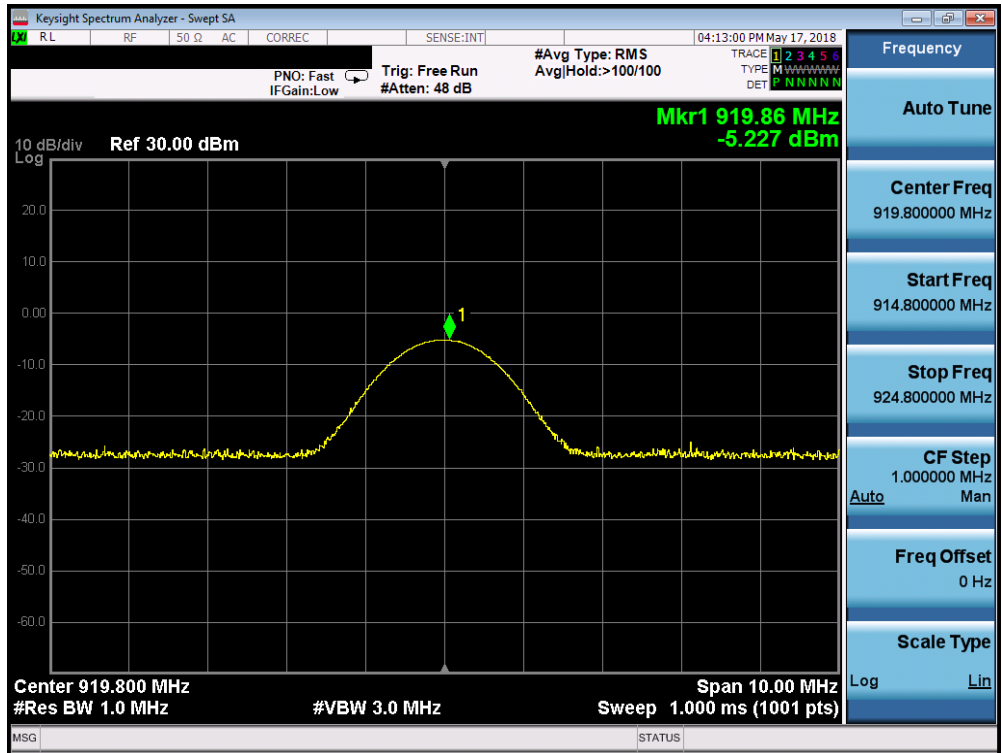 Keysight Spectrum Analyzer - Swept SA
LXI RL RF 50 Ω AC CORREC SENSE:INT 04:13:00 PM May 17, 2018
Frequency
PNO: Fast
IFGain:Low
Trig: Free Run
#Atten: 48 dB
#Avg Type: RMS
Avg|Hold:>100/100
TRACE 1 2 3 4 5 6
TYPE M WWWWW
DET P N N N N N
Mkr1 919.86 MHz
-5.227 dBm
10 dB/div Ref 30.00 dBm
Log
20.0
10.0
0.00
-10.0
-20.0
-30.0
-40.0
-50.0
-60.0
1
Center 919.800 MHz Span 10.00 MHz
#Res BW 1.0 MHz #VBW 3.0 MHz Sweep 1.000 ms (1001 pts)
Auto Tune
Center Freq
919.800000 MHz
Start Freq
914.800000 MHz
Stop Freq
924.800000 MHz
CF Step
1.000000 MHz
Auto Man
Freq Offset
0 Hz
Scale Type
Log Lin
MSG STATUS